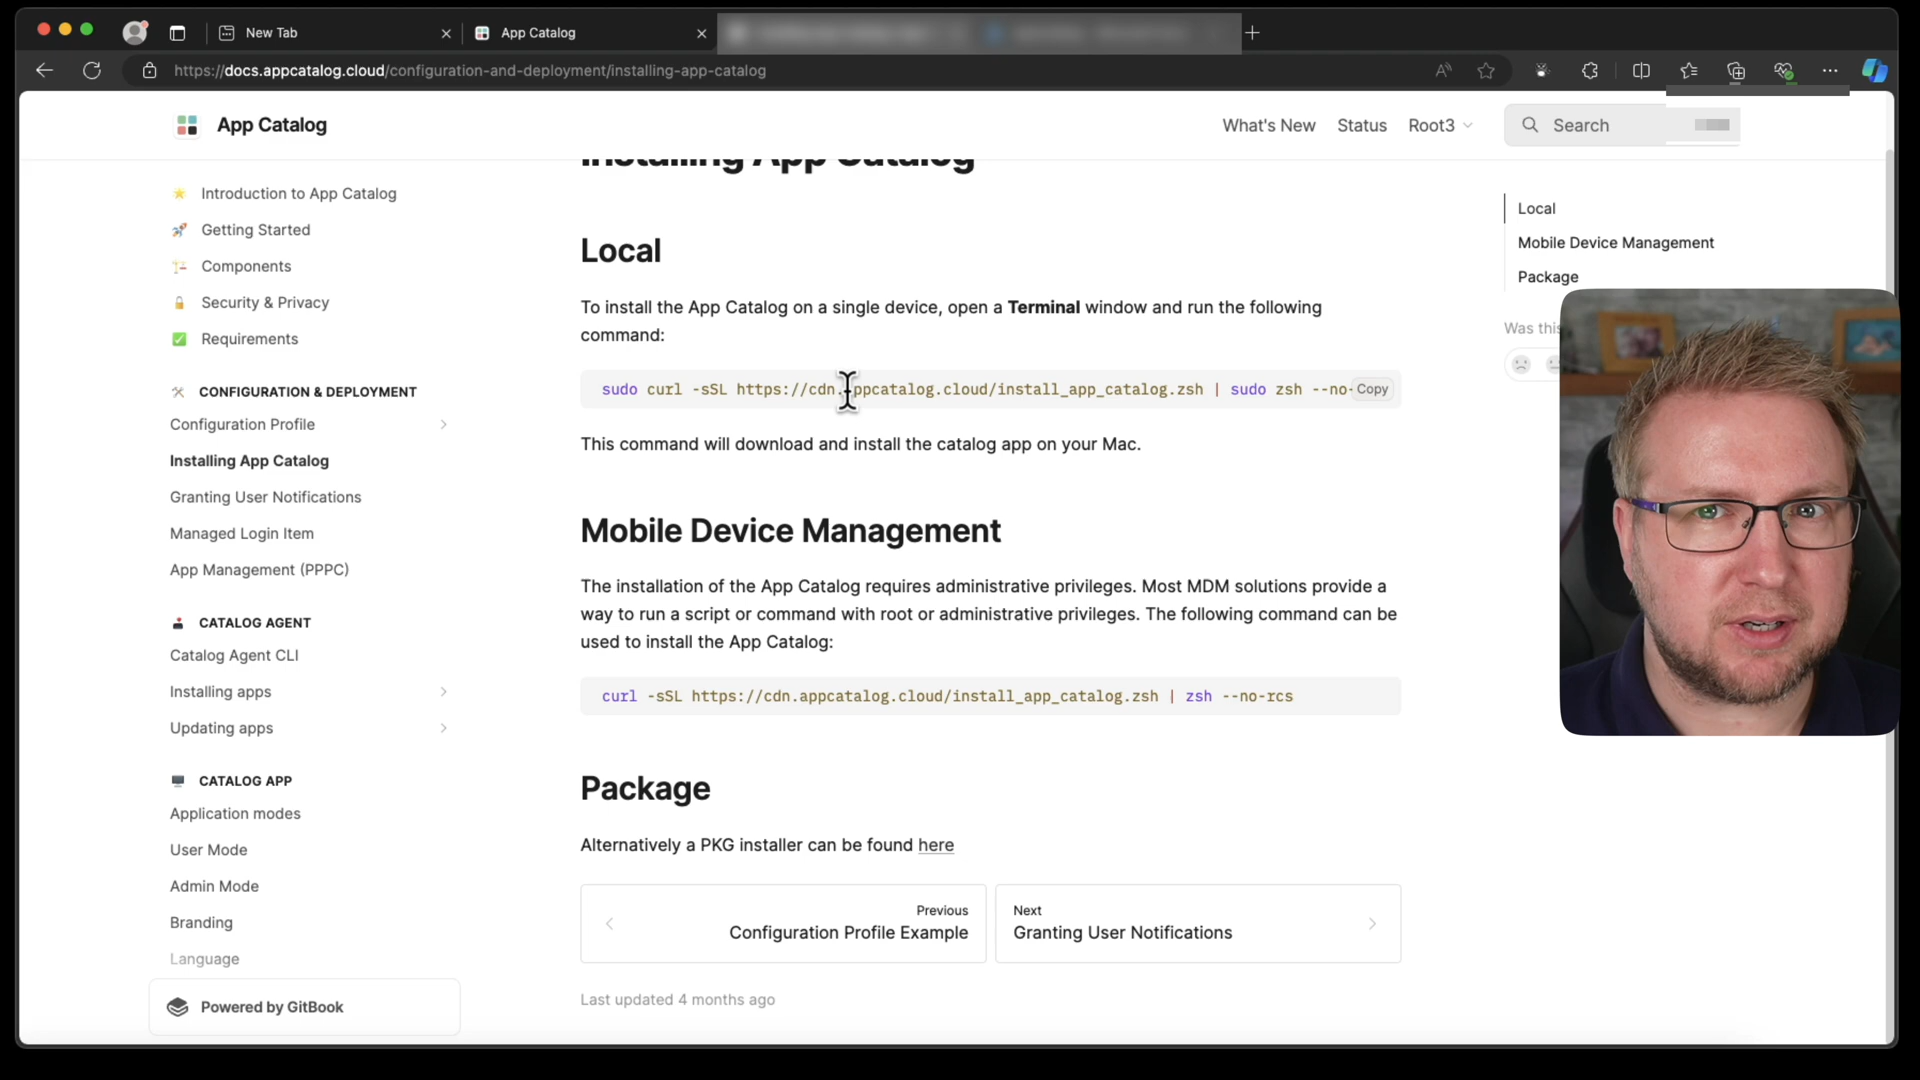 New Tab
App Catalog
https://docs.appcatalog.cloud/configuration-and-deployment/installing-app-catalog
App Catalog
What's New
Status
Root3
Search
Installing App Catalog
Introduction to App Catalog
Getting Started
Components
Security & Privacy
Requirements
CONFIGURATION & DEPLOYMENT
Configuration Profile
Installing App Catalog
Granting User Notifications
Managed Login Item
App Management (PPPC)
CATALOG AGENT
Catalog Agent CLI
Installing apps
Updating apps
CATALOG APP
Application modes
User Mode
Admin Mode
Branding
Language
Powered by GitBook
Local
To install the App Catalog on a single device, open a Terminal window and run the following
command:
sudo curl -sSL https://cdn.appcatalog.cloud/install_app_catalog.zsh | sudo zsh --no-
Copy
This command will download and install the catalog app on your Mac.
Mobile Device Management
The installation of the App Catalog requires administrative privileges. Most MDM solutions provide a
way to run a script or command with root or administrative privileges. The following command can be
used to install the App Catalog:
curl -sSL https://cdn.appcatalog.cloud/install_app_catalog.zsh | zsh --no-rcs
Package
Alternatively a PKG installer can be found here
Previous
Configuration Profile Example
Next
Granting User Notifications
Last updated 4 months ago
Local
Mobile Device Management
Package
Was this